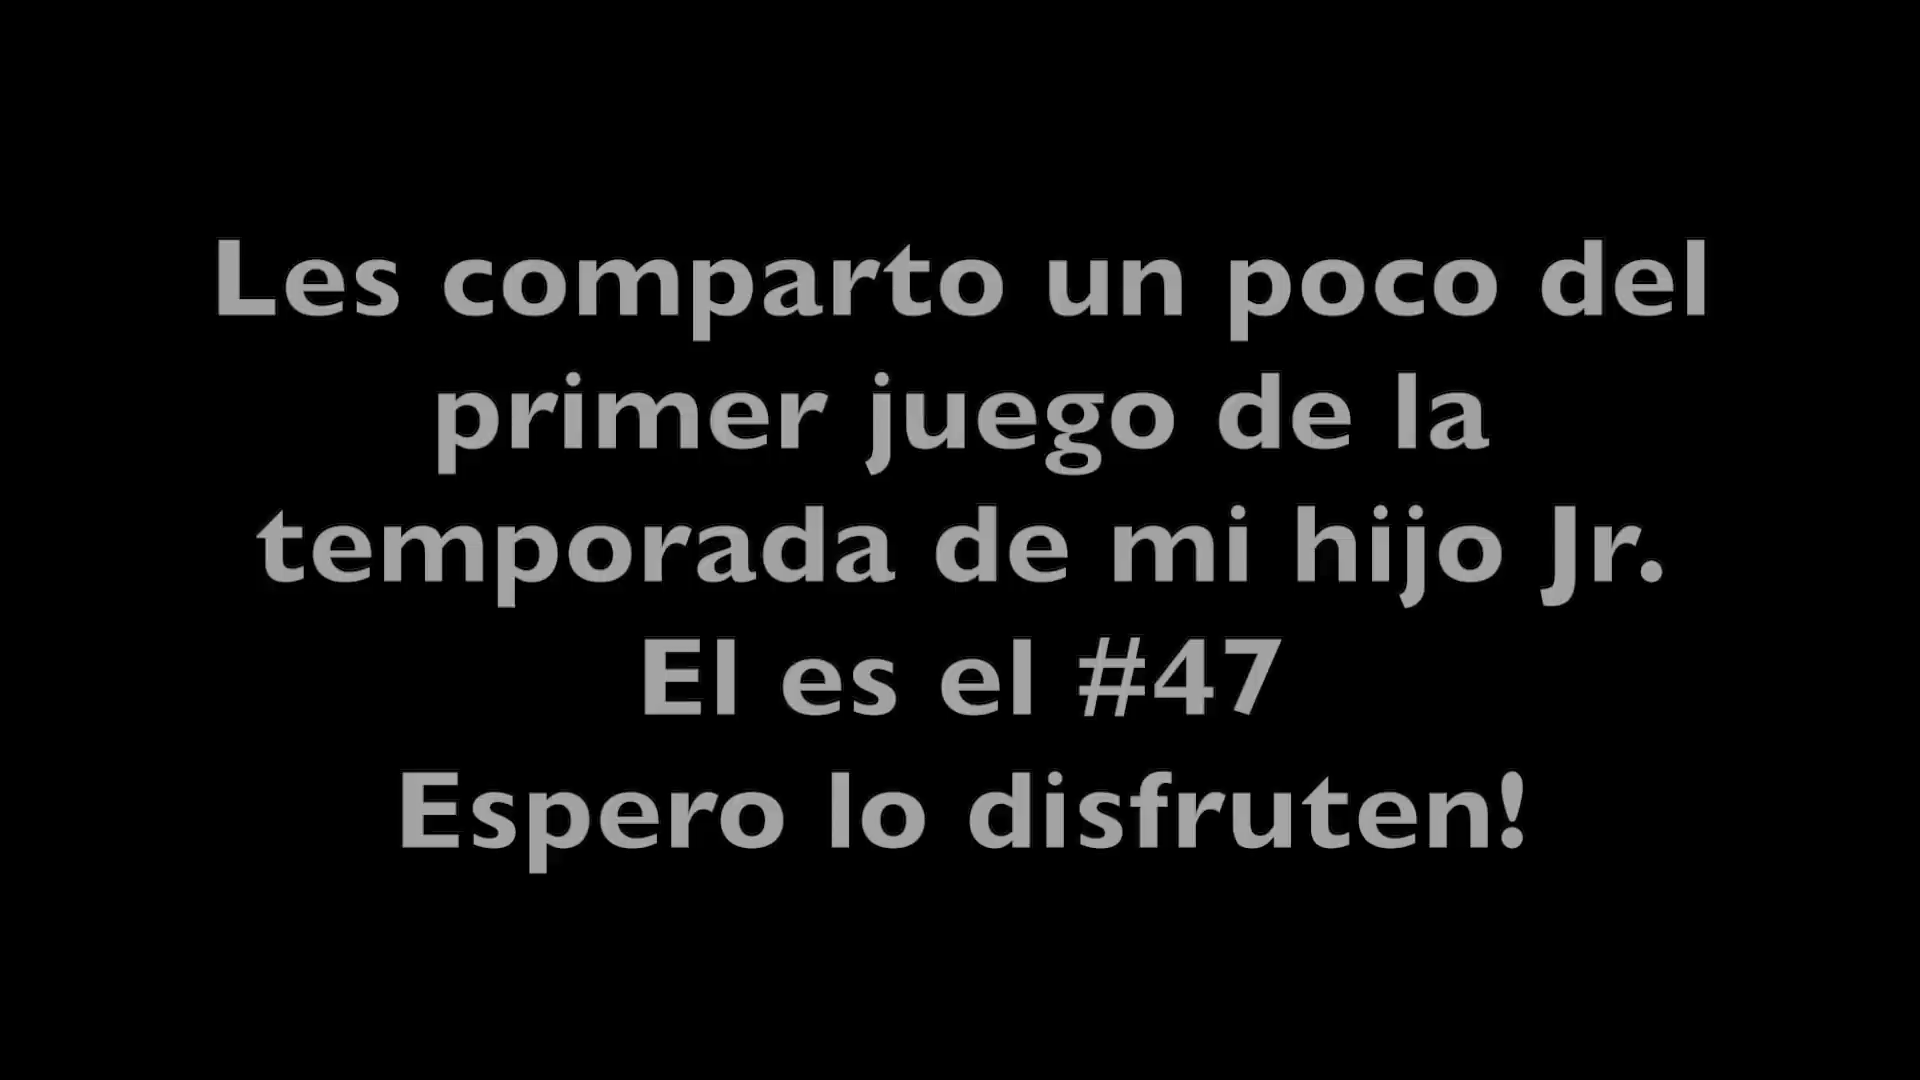 Les comparto un poco del
primer juego de la
temporada de mi hijo Jr.
El es el #47
Espero lo disfruten!